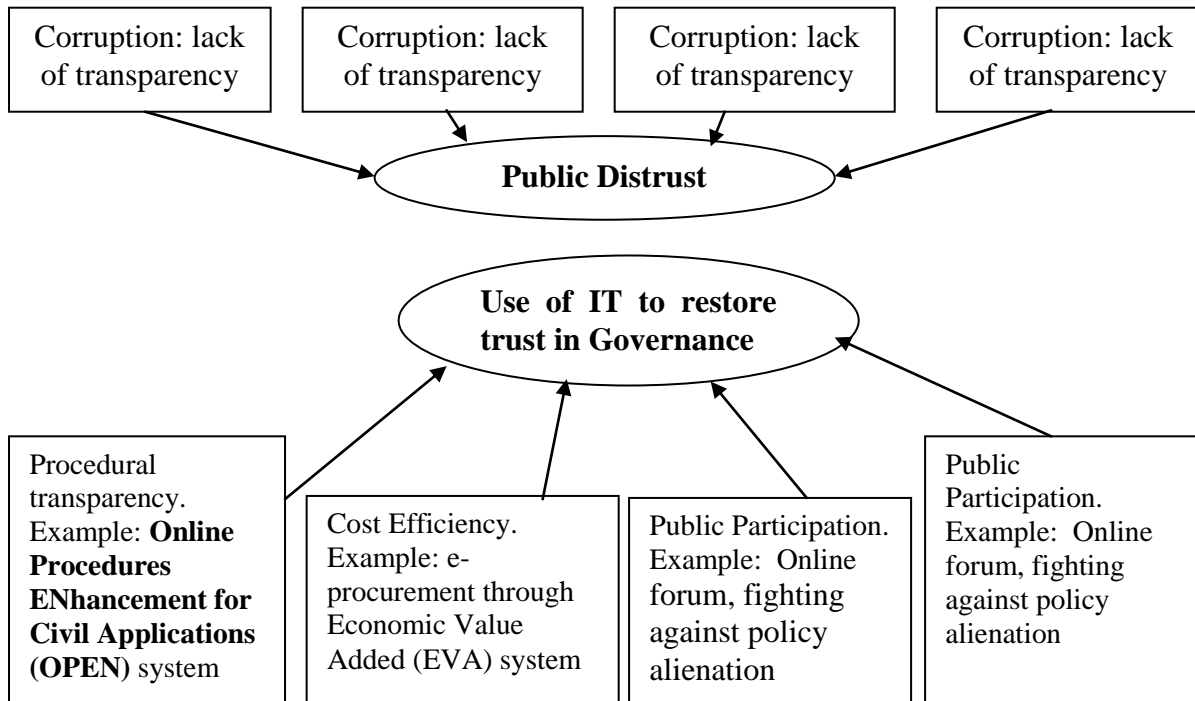 Corruption: lack
of transparency
Corruption: lack
of transparency
Corruption: lack
of transparency
Corruption: lack
of transparency
Public Distrust
Use of IT to restore
trust in Governance
Procedural
transparency.
Example: Online
Procedures
ENhancement for
Civil Applications
(OPEN) system
Cost Efficiency.
Example: e-
procurement through
Economic Value
Added (EVA) system
Public Participation.
Example: Online
forum, fighting
against policy
alienation
Public
Participation.
Example: Online
forum, fighting
against policy
alienation